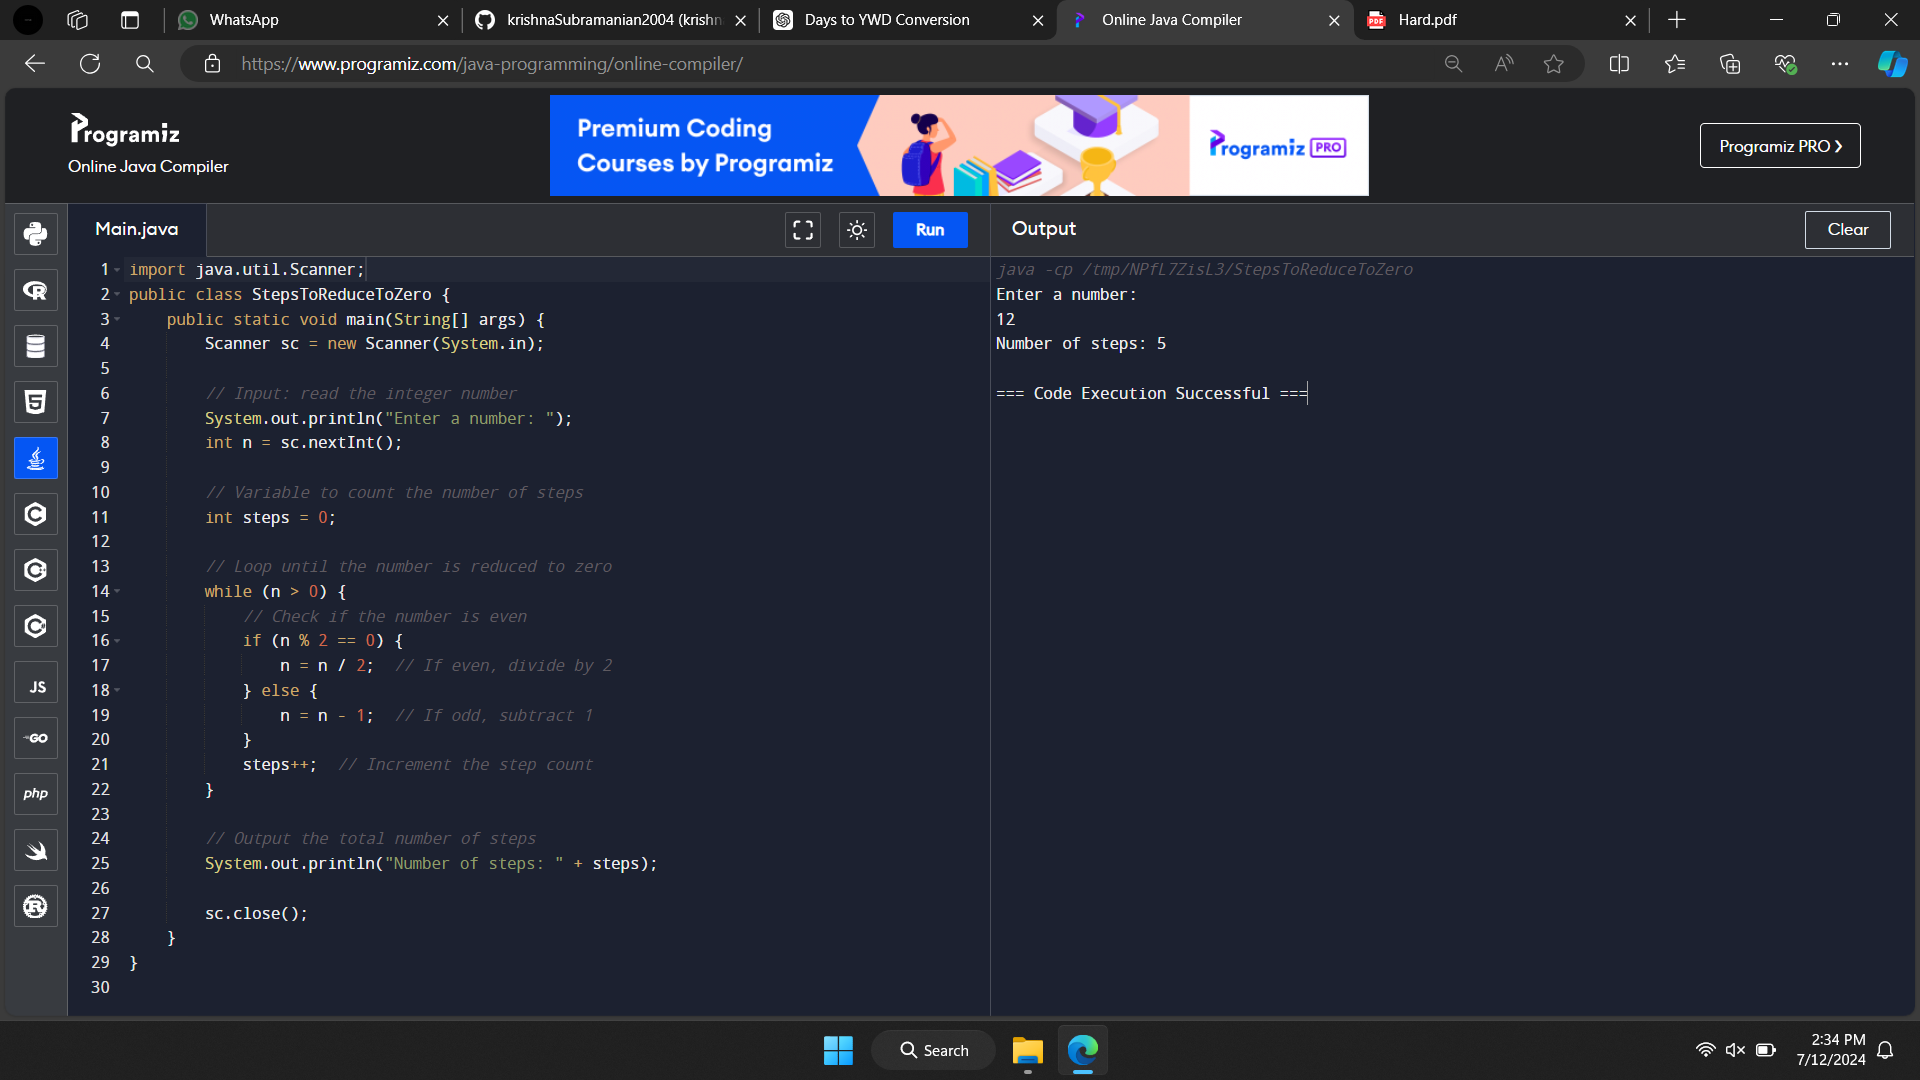 WhatsApp
krishnaSubramanian2004 (krishn
Days to YWD Conversion
Online Java Compiler
PDF
Hard.pdf
https://www.programiz.com/java-programming/online-compiler/
Programiz
Online Java Compiler
Premium Coding
Courses by Programiz
Programiz PRO
Programiz PRO
Main.java
Run
Output
Clear
1 import java.util.Scanner;
2 public class StepsToReduceToZero {
3 public static void main(String[] args) {
4 Scanner sc = new Scanner(System.in);
5
6 // Input: read the integer number
7 System.out.println("Enter a number: ");
8 int n = sc.nextInt();
9
10 // Variable to count the number of steps
11 int steps = 0;
12
13 // Loop until the number is reduced to zero
14 while (n > 0) {
15 // Check if the number is even
16 if (n % 2 == 0) {
17 n = n / 2; // If even, divide by 2
18 } else {
19 n = n - 1; // If odd, subtract 1
20 }
21 steps++; // Increment the step count
22 }
23
24 // Output the total number of steps
25 System.out.println("Number of steps: " + steps);
26
27 sc.close();
28 }
29 }
30
java -cp /tmp/NPfL7ZisL3/StepsToReduceToZero
Enter a number:
12
Number of steps: 5
=== Code Execution Successful ===
R
5
C
C
C
JS
GO
php
R
Search
2:34 PM
7/12/2024